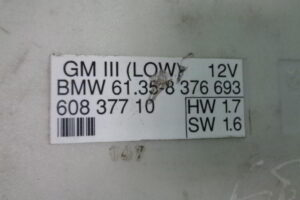 GM III (LOW) 12V
BMW 61.35-8 376 693
608 377 10 HW 1.7
SW 1.6